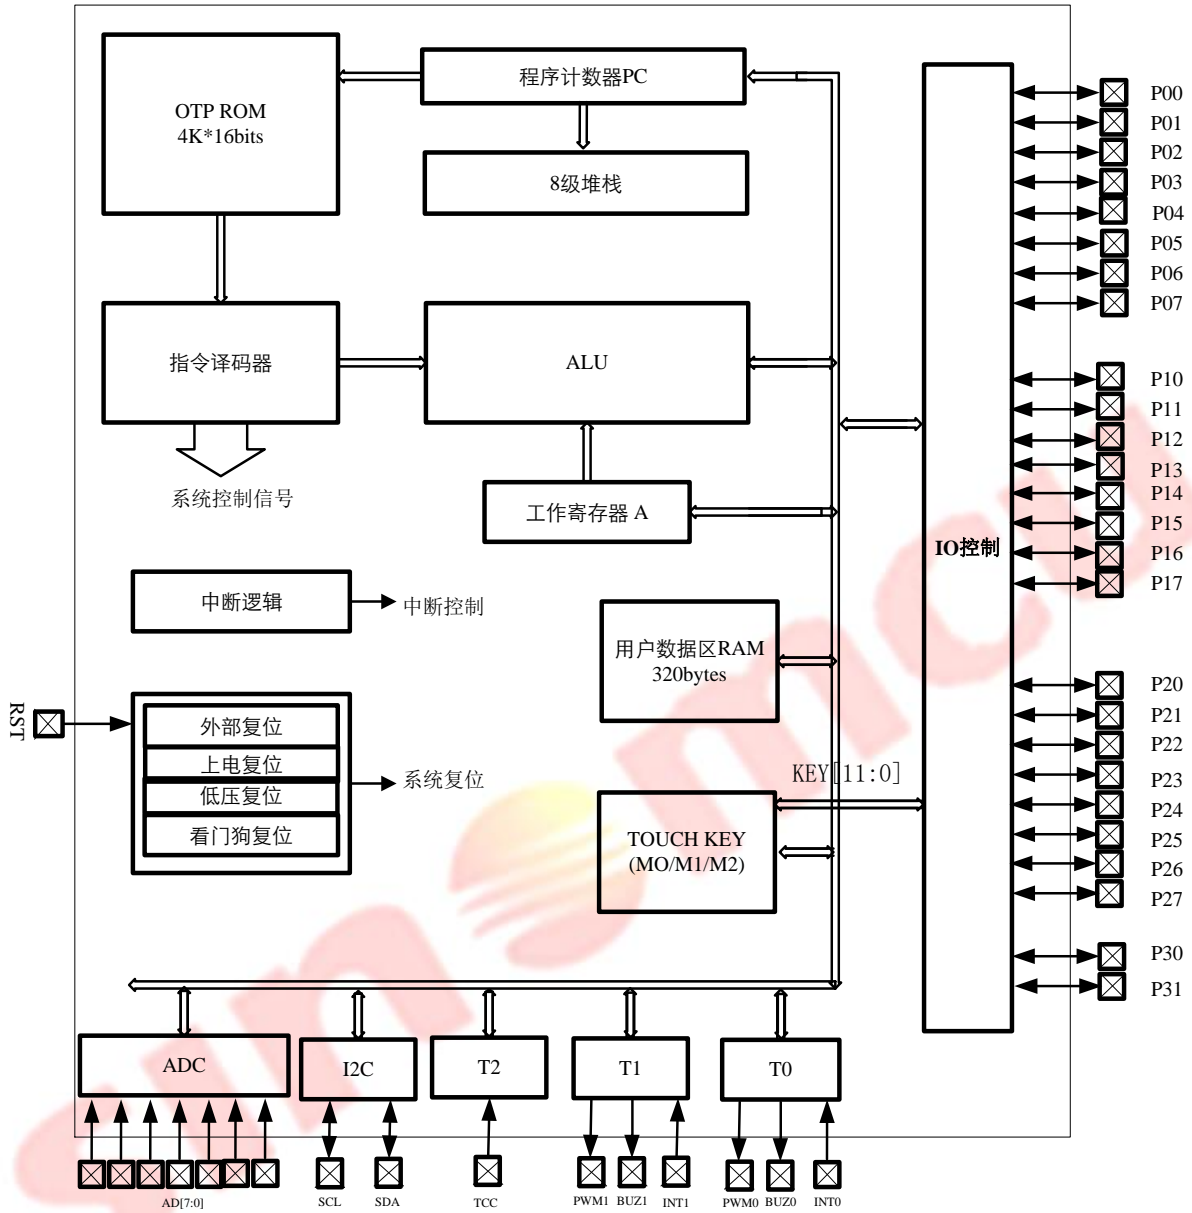 OTP ROM
4K*16bits
程序计数器PC
8级堆栈
指令译码器
ALU
系统控制信号
工作寄存器 A
中断逻辑
中断控制
用户数据区RAM
320bytes
RST
外部复位
上电复位
低压复位
看门狗复位
系统复位
KEY[11:0]
TOUCH KEY
(MO/M1/M2)
IO控制
P00
P01
P02
P03
P04
P05
P06
P07
P10
P11
P12
P13
P14
P15
P16
P17
P20
P21
P22
P23
P24
P25
P26
P27
P30
P31
ADC
I2C
T2
T1
T0
AD[7:0]
SCL
SDA
TCC
PWM1
BUZ1
INT1
PWM0
BUZ0
INT0
sinomcu